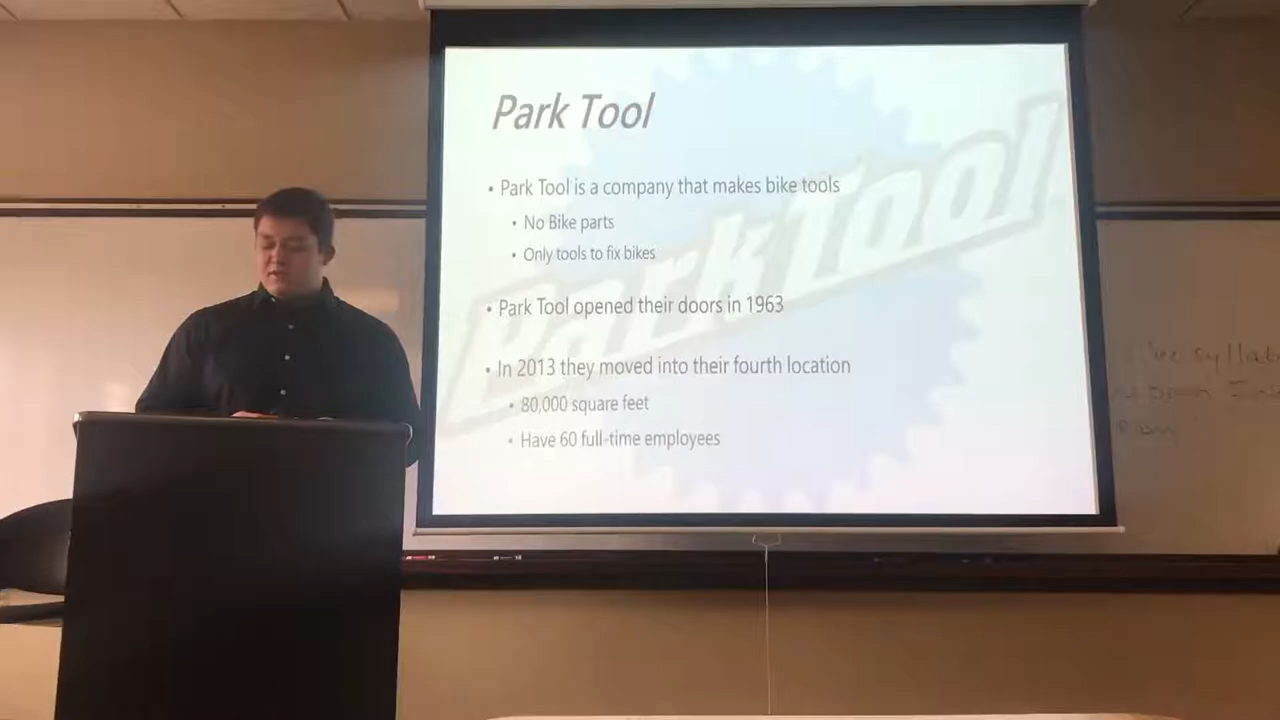 Park Tool
• Park Tool is a company that makes bike tools
• No Bike parts
• Only tools to fix bikes
• Park Tool opened their doors in 1963
• In 2013 they moved into their fourth location
• 80,000 square feet
• Have 60 full-time employees
Park Tool